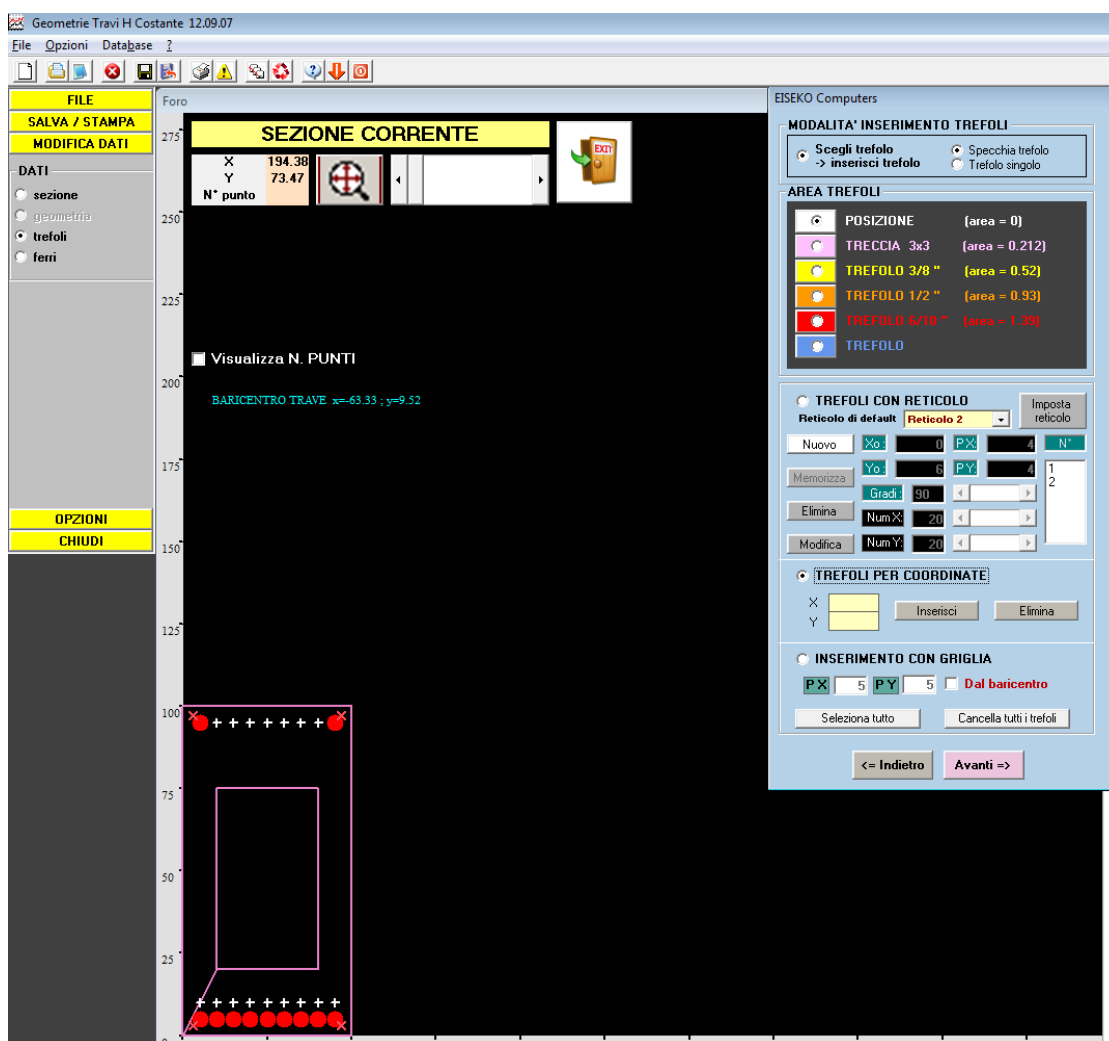 Geometrie Travi H Costante 12.09.07
File Opzioni Database ?
FILE
SALVA / STAMPA
MODIFICA DATI
DATI
sezione
geometria
trefoli
ferri
OPZIONI
CHIUDI
Foro
SEZIONE CORRENTE
X 194.38
Y 73.47
N° punto
EXIT
Visualizza N. PUNTI
BARICENTRO TRAVE x=-63.33 ; y=9.52
275
250
225
200
175
150
125
100
75
50
25
0
EISEKO Computers
MODALITA' INSERIMENTO TREFOLI
Scegli trefolo
-> inserisci trefolo
Specchia trefolo
Trefolo singolo
AREA TREFOLI
POSIZIONE (area = 0)
TRECCIA 3x3 (area = 0.212)
TREFOLO 3/8 " (area = 0.52)
TREFOLO 1/2 " (area = 0.93)
TREFOLO 6/10 " (area = 1.39)
TREFOLO
TREFOLI CON RETICOLO
Reticolo di default Reticolo 2
Imposta
reticolo
Nuovo Xo: 0 PX: 4 N°
Memorizza Yo: 6 PY: 4 1
2
Gradi: 90
Elimina Num X: 20
Modifica Num Y: 20
TREFOLI PER COORDINATE
X
Y
Inserisci Elimina
INSERIMENTO CON GRIGLIA
P X 5 P Y 5 Dal baricentro
Seleziona tutto Cancella tutti i trefoli
<= Indietro Avanti =>